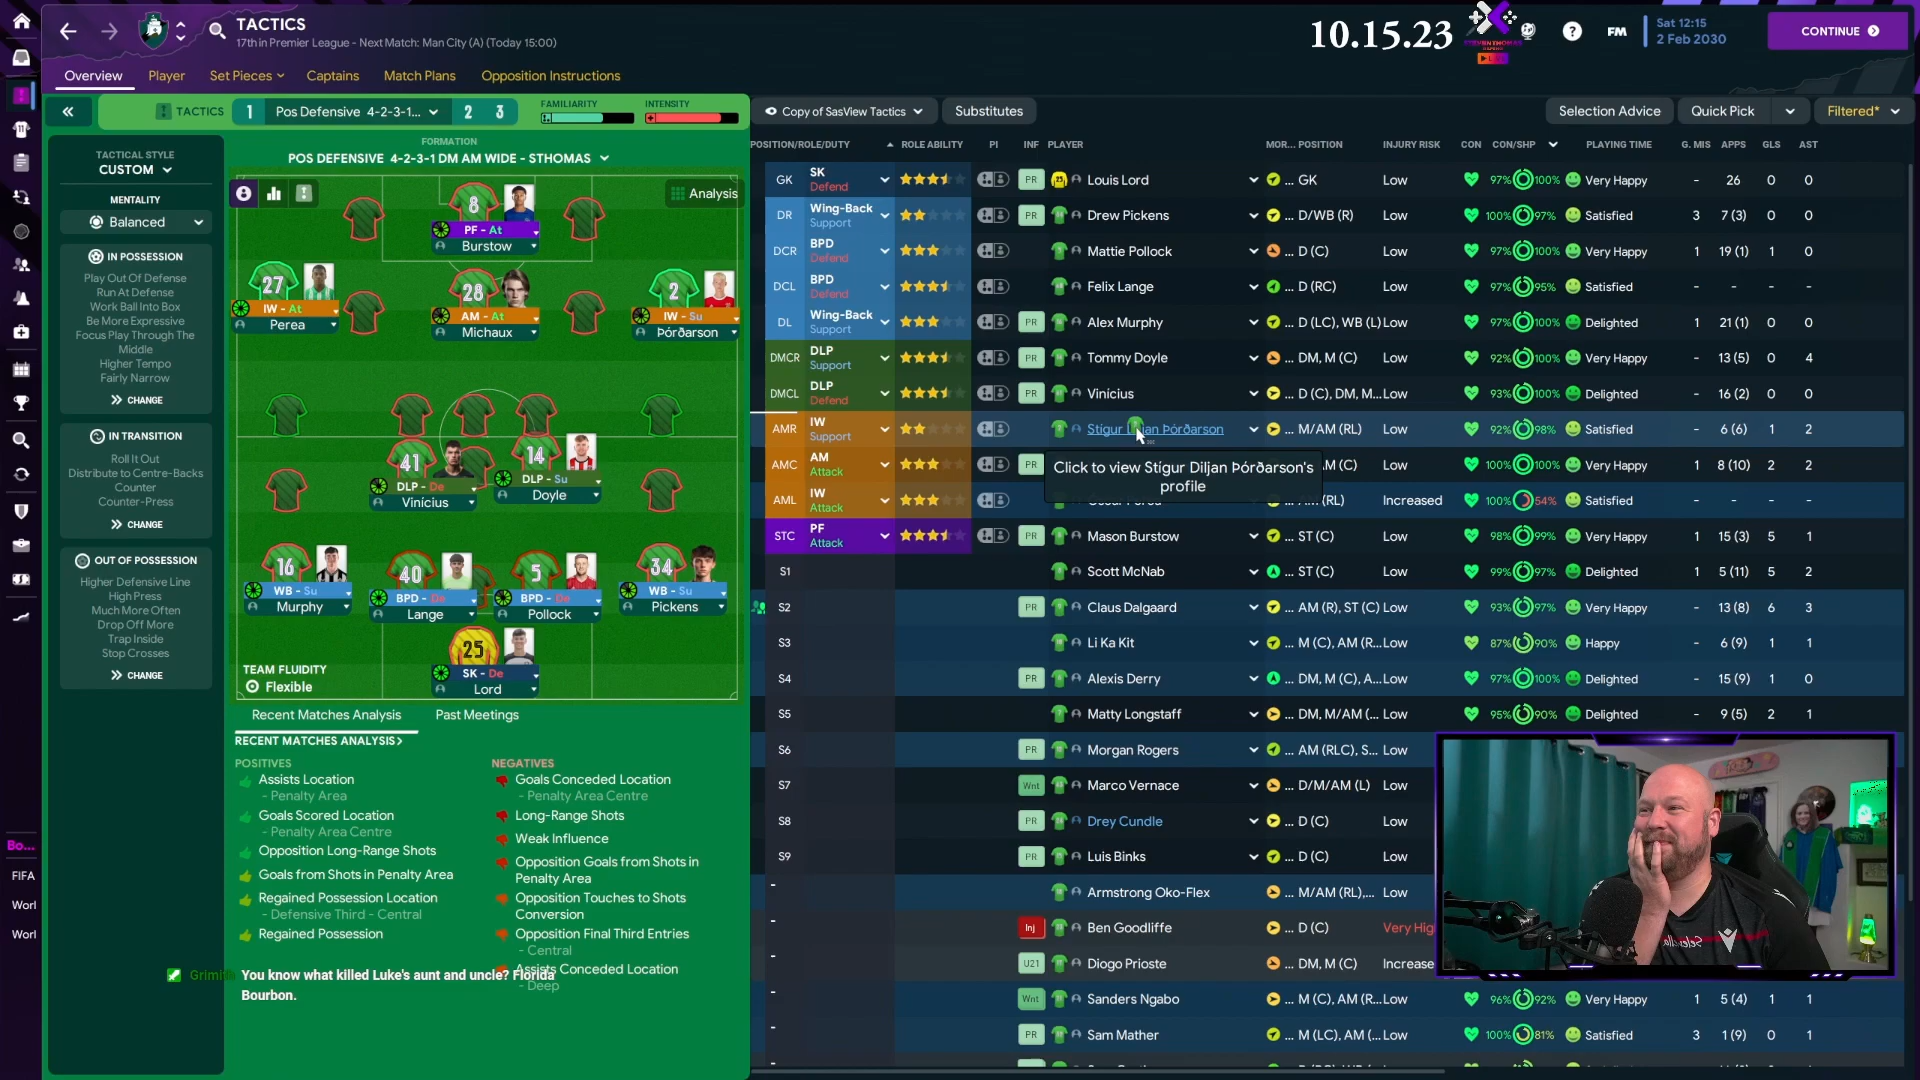 TACTICS
17th in Premier League - Next Match: Man City (A) (Today 15:00)
10.15.23
FM
Sat 12:15
2 Feb 2030
CONTINUE
Overview
Player
Set Pieces
Captains
Match Plans
Opposition Instructions
TACTICS
1
Pos Defensive 4-2-3-1...
2
3
FAMILIARITY
INTENSITY
Copy of SasView Tactics
Substitutes
Selection Advice
Quick Pick
Filtered*
TACTICAL STYLE
CUSTOM
MENTALITY
Balanced
IN POSSESSION
Play Out Of Defense
Run At Defense
Work Ball Into Box
Be More Expressive
Focus Play Through The
Middle
Higher Tempo
Fairly Narrow
CHANGE
IN TRANSITION
Roll It Out
Distribute to Centre-Backs
Counter
Counter-Press
CHANGE
OUT OF POSSESSION
Higher Defensive Line
High Press
Much More Often
Drop Off More
Trap Inside
Stop Crosses
CHANGE
FORMATION
POS DEFENSIVE 4-2-3-1 DM AM WIDE - STHOMAS
Analysis
8
PF - At
Burstow
27
IW - At
Perea
28
AM - At
Michaux
2
IW - Su
Þórðarson
41
DLP - De
Vinícius
14
DLP - Su
Doyle
16
WB - Su
Murphy
40
BPD - De
Lange
5
BPD - De
Pollock
34
WB - Su
Pickens
25
SK - De
Lord
TEAM FLUIDITY
Flexible
Recent Matches Analysis
Past Meetings
RECENT MATCHES ANALYSIS>
POSITIVES
Assists Location
- Penalty Area
Goals Scored Location
- Penalty Area Centre
Opposition Long-Range Shots
Goals from Shots in Penalty Area
Regained Possession Location
- Defensive Third - Central
Regained Possession
NEGATIVES
Goals Conceded Location
- Penalty Area Centre
Long-Range Shots
Weak Influence
Opposition Goals from Shots in
Penalty Area
Opposition Touches to Shots
Conversion
Opposition Final Third Entries
- Central
Assists Conceded Location
- Deep
You know what killed Luke's aunt and uncle? Florida
Bourbon.
Bo...
FIFA
Worl
Worl
POSITION/ROLE/DUTY ROLE ABILITY PI INF PLAYER MOR... POSITION INJURY RISK CON CON/SHP PLAYING TIME G. MIS APPS GLS AST
GK SK Defend PR 25 Louis Lord ... GK Low 97% 100% Very Happy - 26 0 0
DR Wing-Back Support PR Drew Pickens ... D/WB (R) Low 100% 97% Satisfied 3 7 (3) 0 0
DCR BPD Defend Mattie Pollock ... D (C) Low 97% 100% Very Happy 1 19 (1) 1 0
DCL BPD Defend Felix Lange ... D (RC) Low 97% 95% Satisfied - - - -
DL Wing-Back Support PR Alex Murphy ... D (LC), WB (L) Low 97% 100% Delighted 1 21 (1) 0 0
DMCR DLP Support PR Tommy Doyle ... DM, M (C) Low 92% 100% Very Happy - 13 (5) 0 4
DMCL DLP Defend PR Vinícius ... D (C), DM, M... Low 93% 100% Delighted - 16 (2) 0 0
AMR IW Support Stígur Diljan Þórðarson ... M/AM (RL) Low 92% 98% Satisfied - 6 (6) 1 2
AMC AM Attack PR Low 100% 100% Very Happy 1 8 (10) 2 2
AML IW Attack Increased 100% 54% Satisfied - - - -
Click to view Stígur Diljan Þórðarson's
profile
STC PF Attack PR Mason Burstow ... ST (C) Low 98% 99% Very Happy 1 15 (3) 5 1
S1 Scott McNab ... ST (C) Low 99% 97% Delighted 1 5 (11) 5 2
S2 PR Claus Dalgaard ... AM (R), ST (C) Low 93% 97% Very Happy - 13 (8) 6 3
S3 Li Ka Kit ... M (C), AM (R... Low 87% 90% Happy - 6 (9) 1 1
S4 PR Alexis Derry ... DM, M (C), A... Low 97% 100% Delighted - 15 (9) 1 0
S5 Matty Longstaff ... DM, M/AM (... Low 95% 90% Delighted - 9 (5) 2 1
S6 PR Morgan Rogers ... AM (RLC), S... Low
S7 Wnt Marco Vernace ... D/M/AM (L) Low
S8 PR Drey Cundle ... D (C) Low
S9 PR Luis Binks ... D (C) Low
- Armstrong Oko-Flex ... M/AM (RL),... Low
- Inj Ben Goodliffe ... D (C) Very Hig
- U21 Diogo Prioste ... DM, M (C) Increase
- Wnt Sanders Ngabo ... M (C), AM (R... Low 96% 92% Very Happy 1 5 (4) 1 1
- PR Sam Mather ... M (LC), AM (... Low 100% 81% Satisfied 3 1 (9) 0 1